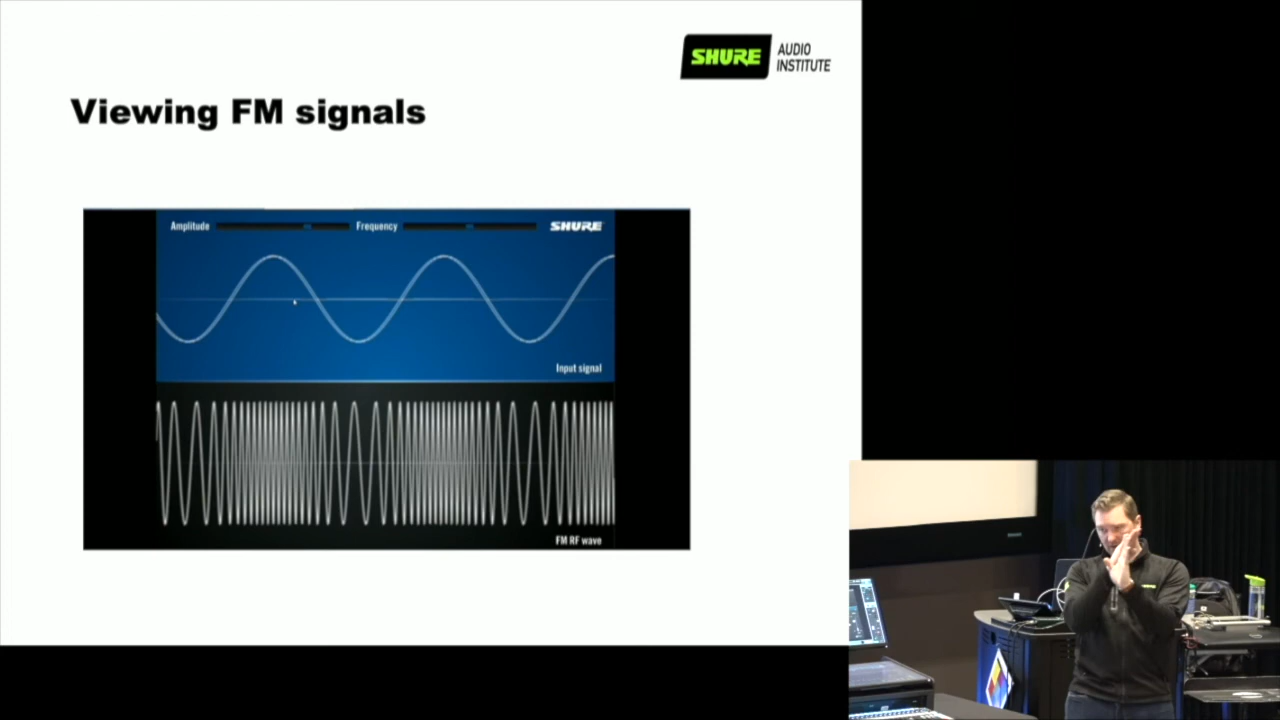 SHURE AUDIO
INSTITUTE
Viewing FM signals
Amplitude Frequency SHURE
Input signal
FM RF wave